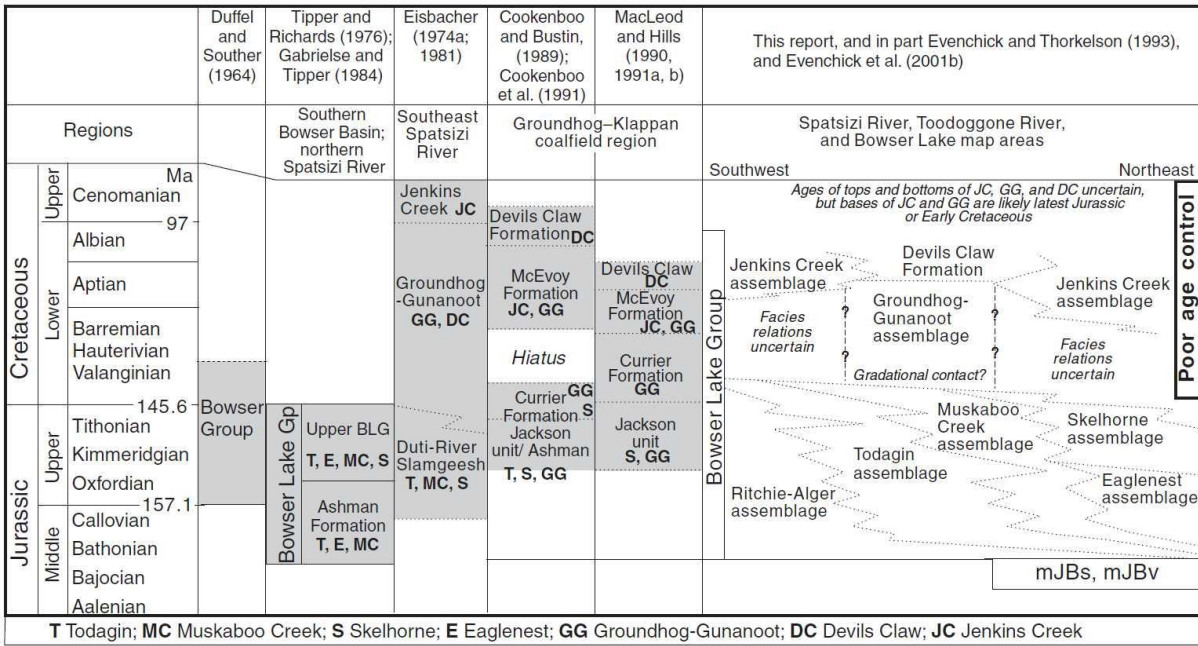 Duffel
and
Souther
(1964)
Tipper and
Richards (1976);
Gabrielse and
Tipper (1984)
Eisbacher
(1974a;
1981)
Cookenboo
and Bustin,
(1989);
Cookenboo
et al. (1991)
MacLeod
and Hills
(1990,
1991a, b)
This report, and in part Evenchick and Thorkelson (1993),
and Evenchick et al. (2001b)
Regions
Southern
Bowser Basin;
northern
Spatsizi River
Southeast
Spatsizi
River
Groundhog–Klappan
coalfield region
Spatsizi River, Toodoggone River,
and Bowser Lake map areas
Southwest
Northeast
Cretaceous
Upper
Ma
Cenomanian
97
Lower
Albian
Aptian
Barremian
Hauterivian
Valanginian
145.6
Jurassic
Upper
Tithonian
Kimmeridgian
Oxfordian
157.1
Middle
Callovian
Bathonian
Bajocian
Aalenian
Bowser
Group
Bowser Lake Gp
Upper BLG
T, E, MC, S
Ashman
Formation
T, E, MC
Jenkins
Creek JC
Groundhog
-Gunanoot
GG, DC
Duti-River
Slamgeesh
T, MC, S
Devils Claw
Formation DC
McEvoy
Formation
JC, GG
Hiatus
GG
Currier
S
Formation
Jackson
unit/ Ashman
T, S, GG
Devils Claw
DC
McEvoy
Formation
JC, GG
Currier
Formation
GG
Jackson
unit
S, GG
Bowser Lake Group
Ages of tops and bottoms of JC, GG, and DC uncertain,
but bases of JC and GG are likely latest Jurassic
or Early Cretaceous
Jenkins Creek
assemblage
Devils Claw
Formation
Jenkins Creek
assemblage
Facies
relations
uncertain
?
?
Groundhog-
Gunanoot
assemblage
Gradational contact?
?
?
Facies
relations
uncertain
Poor age control
Muskaboo
Creek
assemblage
Skelhorne
assemblage
Todagin
assemblage
Eaglenest
assemblage
Ritchie-Alger
assemblage
mJBs, mJBv
T Todagin; MC Muskaboo Creek; S Skelhorne; E Eaglenest; GG Groundhog-Gunanoot; DC Devils Claw; JC Jenkins Creek